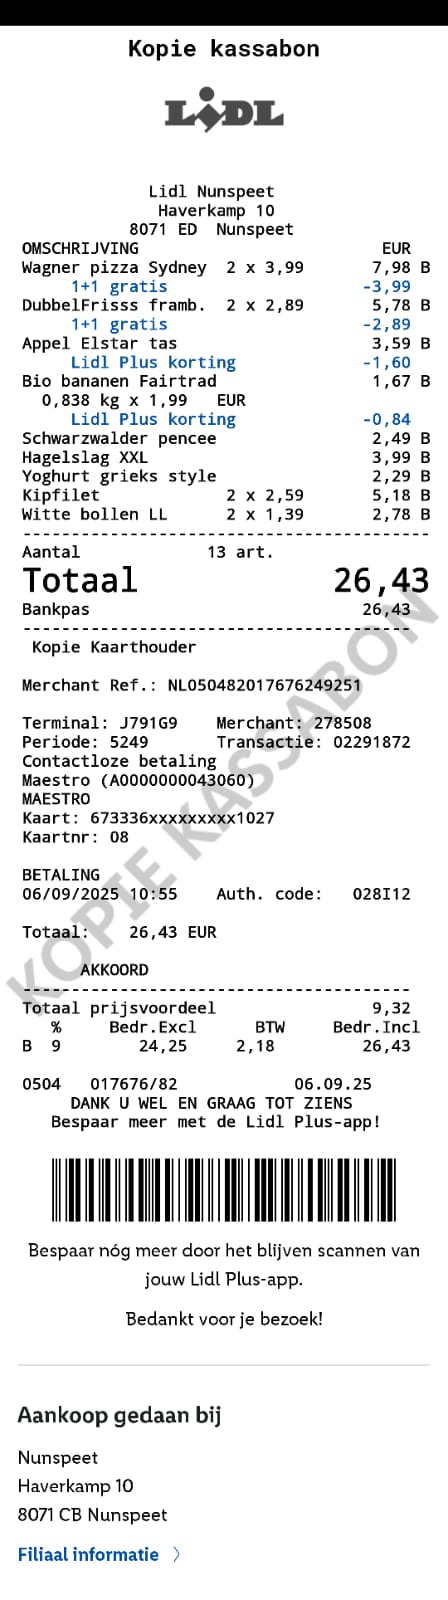 Kopie kassabon
LIDL
Lidl Nunspeet
Haverkamp 10
8071 ED  Nunspeet
OMSCHRIJVING EUR
Wagner pizza Sydney  2 x 3,99 7,98 B
1+1 gratis -3,99
DubbelFrisss framb.  2 x 2,89 5,78 B
1+1 gratis -2,89
Appel Elstar tas 3,59 B
Lidl Plus korting -1,60
Bio bananen Fairtrad 1,67 B
0,838 kg x 1,99   EUR
Lidl Plus korting -0,84
Schwarzwalder pencee 2,49 B
Hagelslag XXL 3,99 B
Yoghurt grieks style 2,29 B
Kipfilet 2 x 2,59 5,18 B
Witte bollen LL 2 x 1,39 2,78 B
------------------------------------------
Aantal 13 art.
Totaal 26,43
Bankpas 26,43
----------------------------------------
Kopie Kaarthouder
Merchant Ref.: NL050482017676249251
Terminal: J791G9    Merchant: 278508
Periode: 5249       Transactie: 02291872
Contactloze betaling
Maestro (A0000000043060)
MAESTRO
Kaart: 673336xxxxxxxxx1027
Kaartnr: 08
BETALING
06/09/2025 10:55    Auth. code:   028I12
Totaal:    26,43 EUR
AKKOORD
----------------------------------------
Totaal prijsvoordeel 9,32
% Bedr.Excl BTW Bedr.Incl
B  9 24,25 2,18 26,43
0504   017676/82 06.09.25
DANK U WEL EN GRAAG TOT ZIENS
Bespaar meer met de Lidl Plus-app!
KOPIE KASSABON
Bespaar nóg meer door het blijven scannen van
jouw Lidl Plus-app.
Bedankt voor je bezoek!
Aankoop gedaan bij
Nunspeet
Haverkamp 10
8071 CB Nunspeet
Filiaal informatie